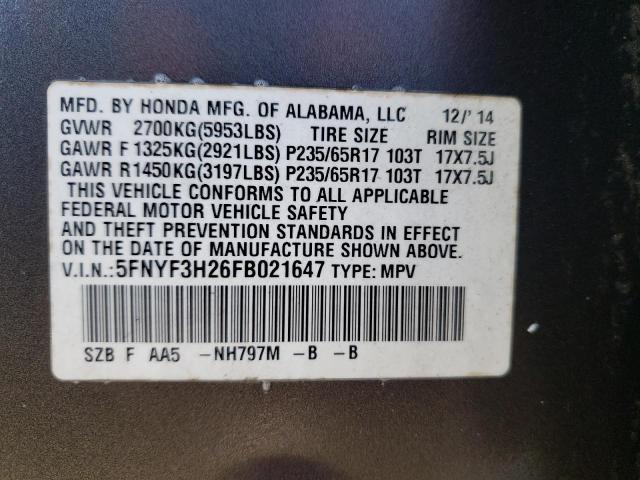 MFD. BY HONDA MFG. OF ALABAMA, LLC 12/'14
GVWR 2700KG(5953LBS) TIRE SIZE RIM SIZE
GAWR F 1325KG(2921LBS) P235/65R17 103T 17X7.5J
GAWR R1450KG(3197LBS) P235/65R17 103T 17X7.5J
THIS VEHICLE CONFORMS TO ALL APPLICABLE
FEDERAL MOTOR VEHICLE SAFETY
AND THEFT PREVENTION STANDARDS IN EFFECT
ON THE DATE OF MANUFACTURE SHOWN ABOVE.
V.I.N.:5FNYF3H26FB021647 TYPE: MPV
SZB F AA5 -NH797M -B -B